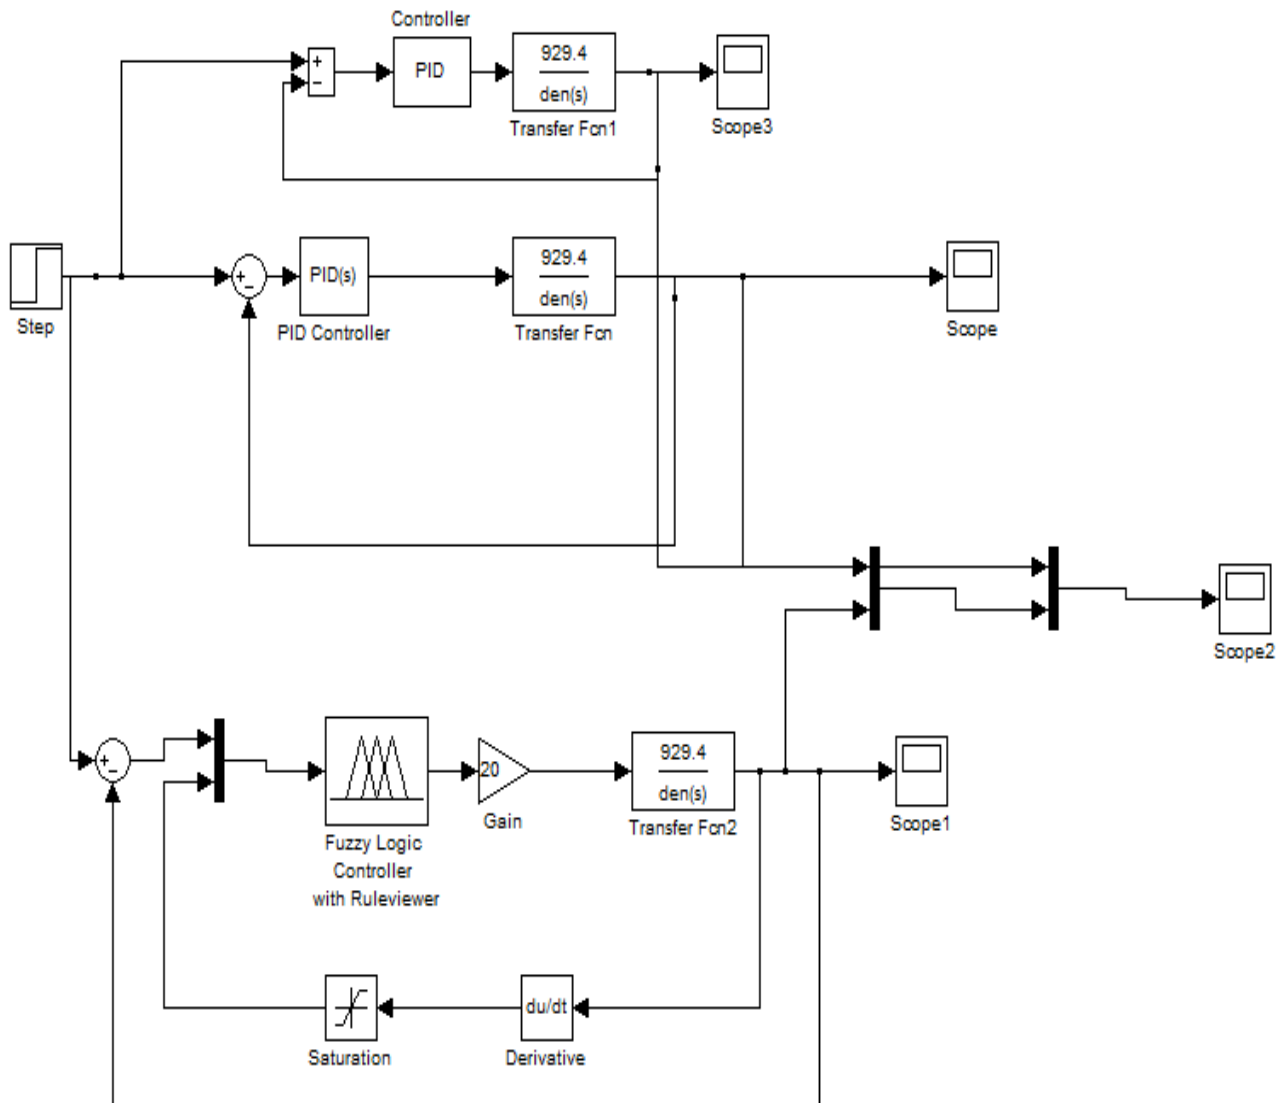 Controller
+
−
PID
929.4
den(s)
Transfer Fcn1
Scope3
Step
+
−
PID(s)
PID Controller
929.4
den(s)
Transfer Fcn
Scope
Scope2
+
−
Fuzzy Logic
Controller
with Ruleviewer
20
Gain
929.4
den(s)
Transfer Fcn2
Scope1
Saturation
du/dt
Derivative